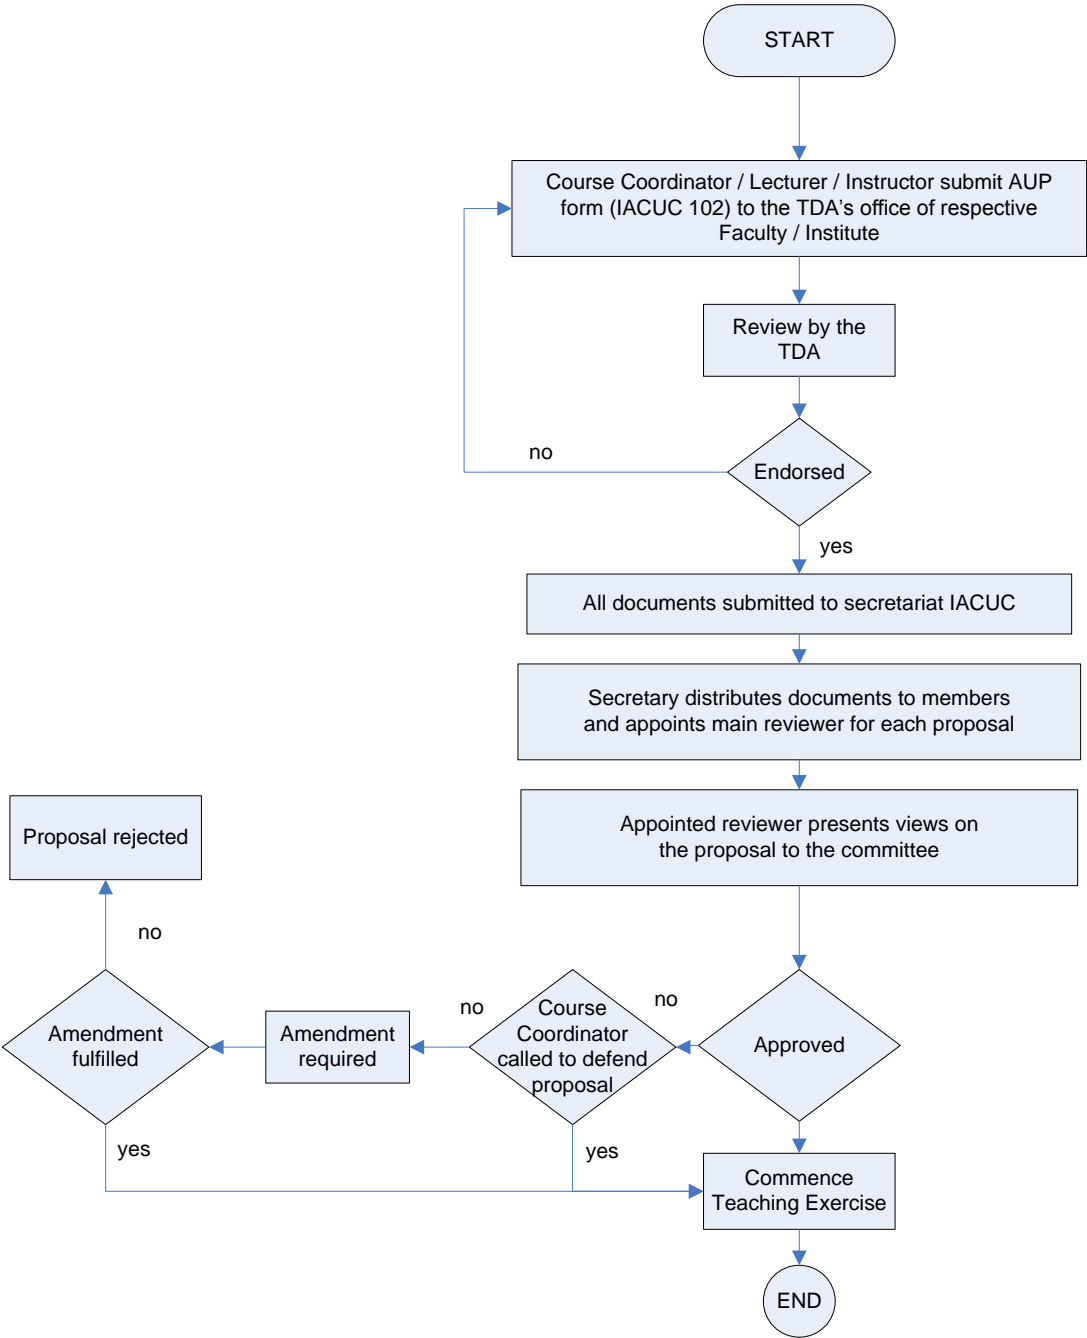 START
Course Coordinator / Lecturer / Instructor submit AUP
form (IACUC 102) to the TDA's office of respective
Faculty / Institute
Review by the
TDA
no
Endorsed
yes
All documents submitted to secretariat IACUC
Secretary distributes documents to members
and appoints main reviewer for each proposal
Appointed reviewer presents views on
the proposal to the committee
Proposal rejected
no
Amendment
fulfilled
yes
Amendment
required
no
Course
Coordinator
called to defend
proposal
yes
no
Approved
Commence
Teaching Exercise
END